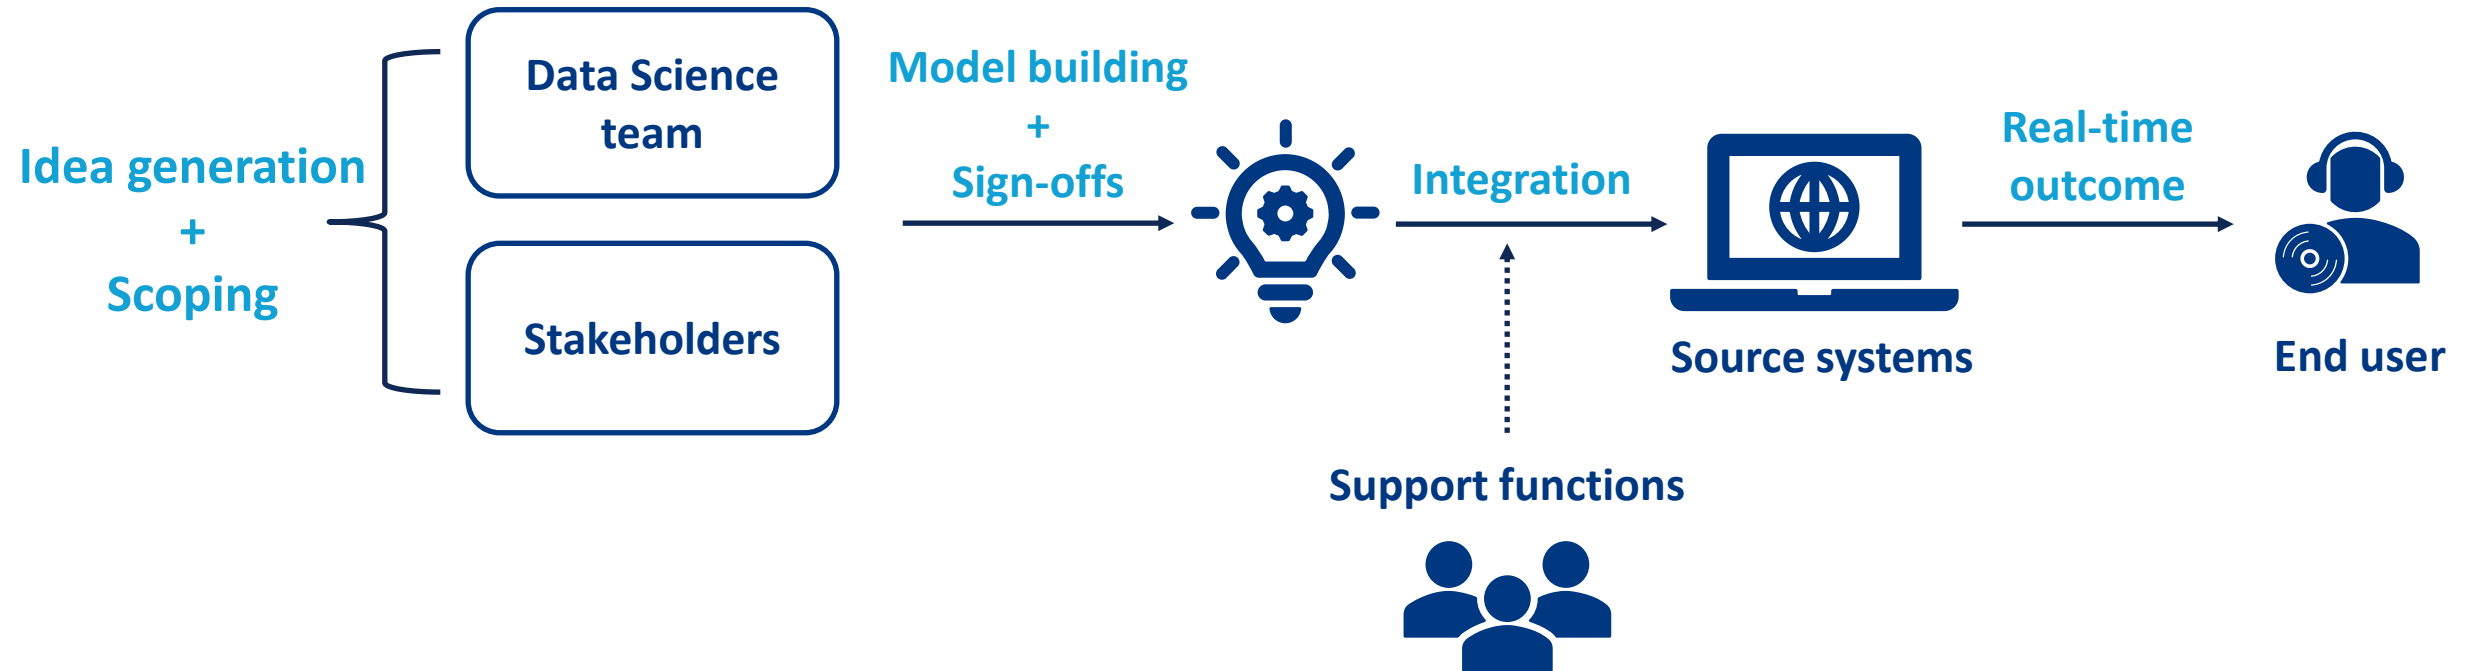 Idea generation
+
Scoping
Data Science
team
Stakeholders
Model building
+
Sign-offs
Integration
Support functions
Source systems
Real-time
outcome
End user